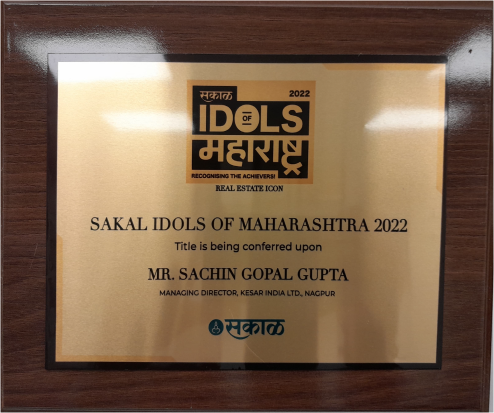 सकाळ 2022
IDOLS
OF
महाराष्ट्र
RECOGNISING THE ACHIEVERS!
REAL ESTATE ICON
SAKAL IDOLS OF MAHARASHTRA 2022
Title is being conferred upon
MR. SACHIN GOPAL GUPTA
MANAGING DIRECTOR, KESAR INDIA LTD., NAGPUR
सकाळ